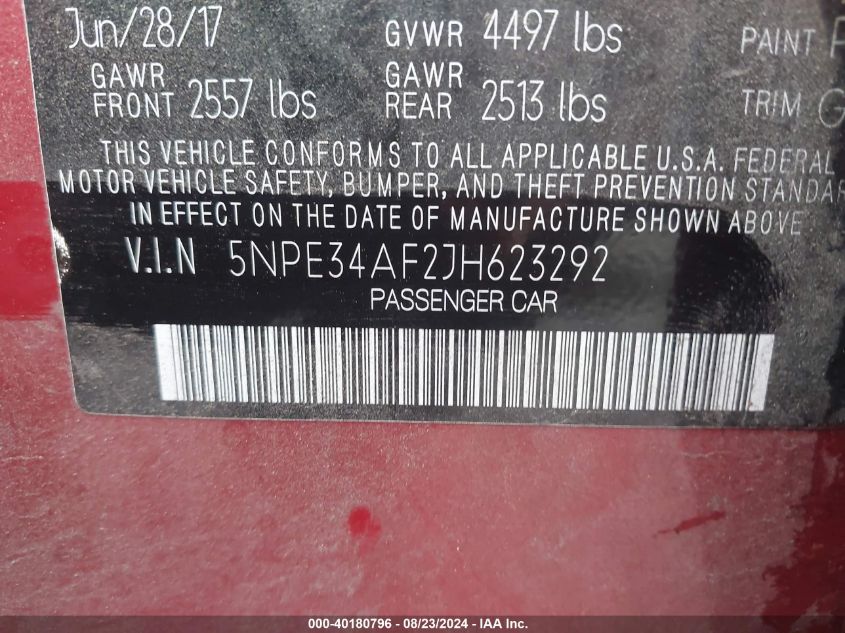 Jun/28/17 GVWR 4497 lbs PAINT
GAWR FRONT 2557 lbs GAWR REAR 2513 lbs TRIM
THIS VEHICLE CONFORMS TO ALL APPLICABLE U.S.A. FEDERAL
MOTOR VEHICLE SAFETY, BUMPER, AND THEFT PREVENTION STANDAR
IN EFFECT ON THE DATE OF MANUFACTURE SHOWN ABOVE
V.I.N 5NPE34AF2JH623292
PASSENGER CAR
000-40180796 - 08/23/2024 - IAA Inc.